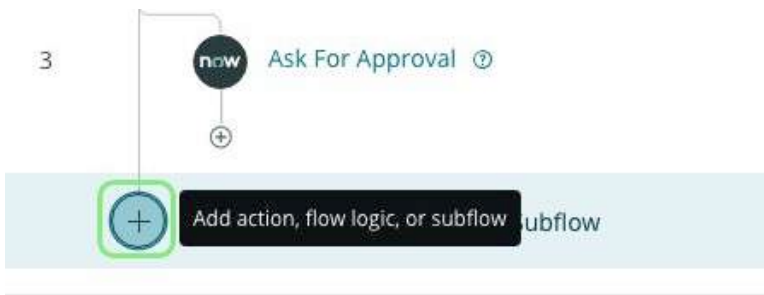 3 now Ask For Approval ?
+
+ Add action, flow logic, or subflow ubflow